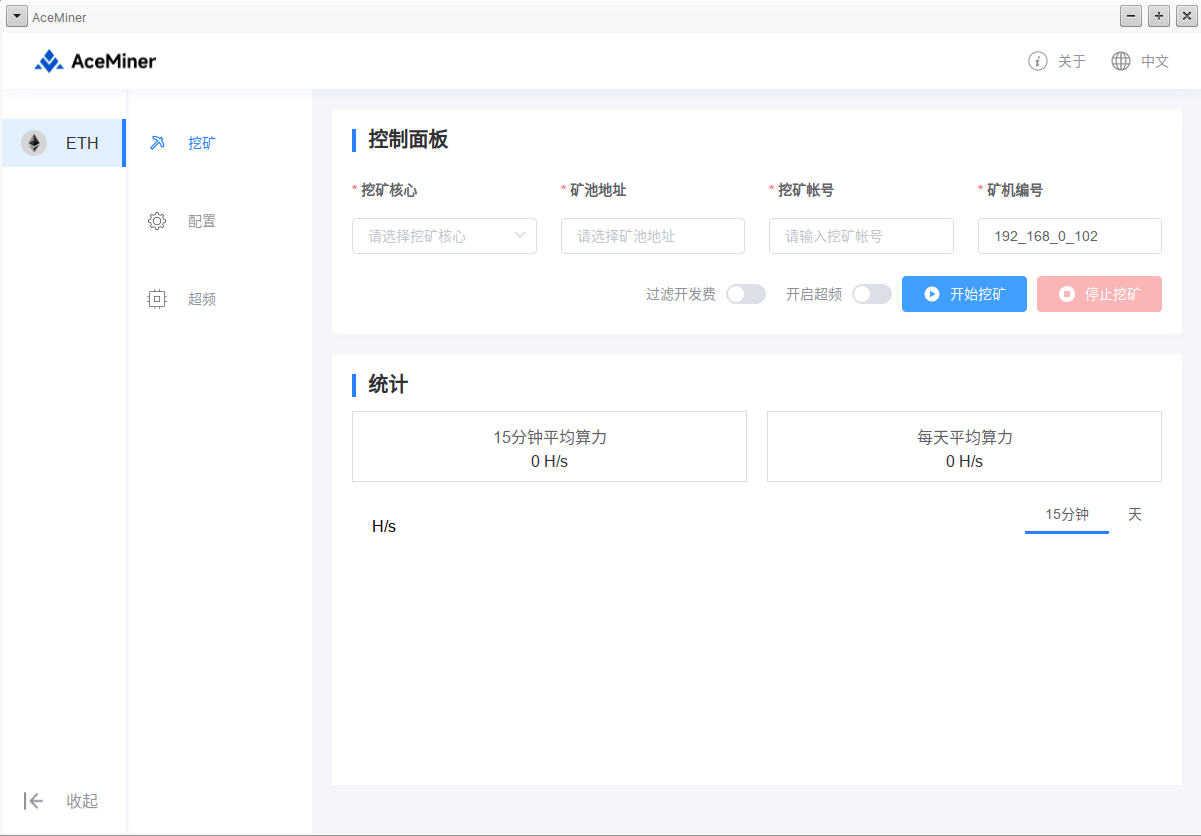 AceMiner
AceMiner
关于
中文
ETH
挖矿
配置
超频
收起
控制面板
* 挖矿核心
* 矿池地址
* 挖矿帐号
* 矿机编号
请选择挖矿核心
请选择矿池地址
请输入挖矿帐号
192_168_0_102
过滤开发费
开启超频
开始挖矿
停止挖矿
统计
15分钟平均算力
0 H/s
每天平均算力
0 H/s
15分钟
天
H/s